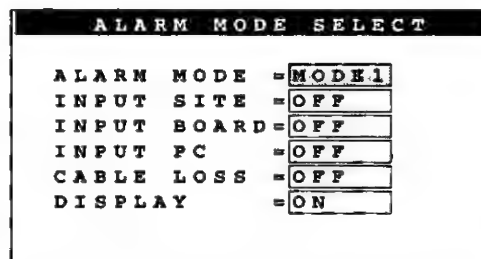 ALARM MODE SELECT
ALARM MODE =MODE1
INPUT SITE =OFF
INPUT BOARD=OFF
INPUT PC =OFF
CABLE LOSS =OFF
DISPLAY =ON